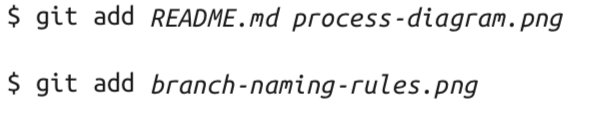 $ git add README.md process-diagram.png
$ git add branch-naming-rules.png